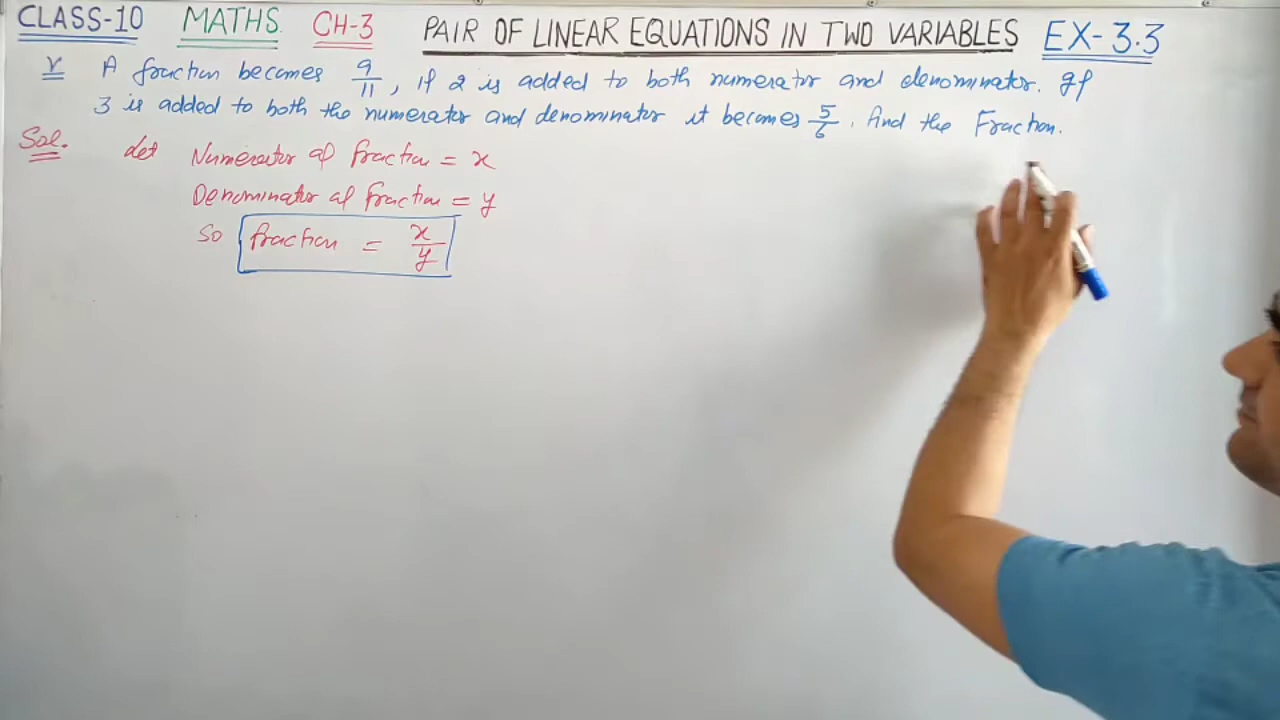 CLASS-10 MATHS. CH-3 PAIR OF LINEAR EQUATIONS IN TWO VARIABLES EX-3.3
V A fraction becomes 9/11, if 2 is added to both numerator and denominator. If
3 is added to both the numerator and denominator it becomes 5/6. Find the Fraction.
Sol. Let Numerator of fraction = x
Denominator of fraction = y
So fraction = x/y